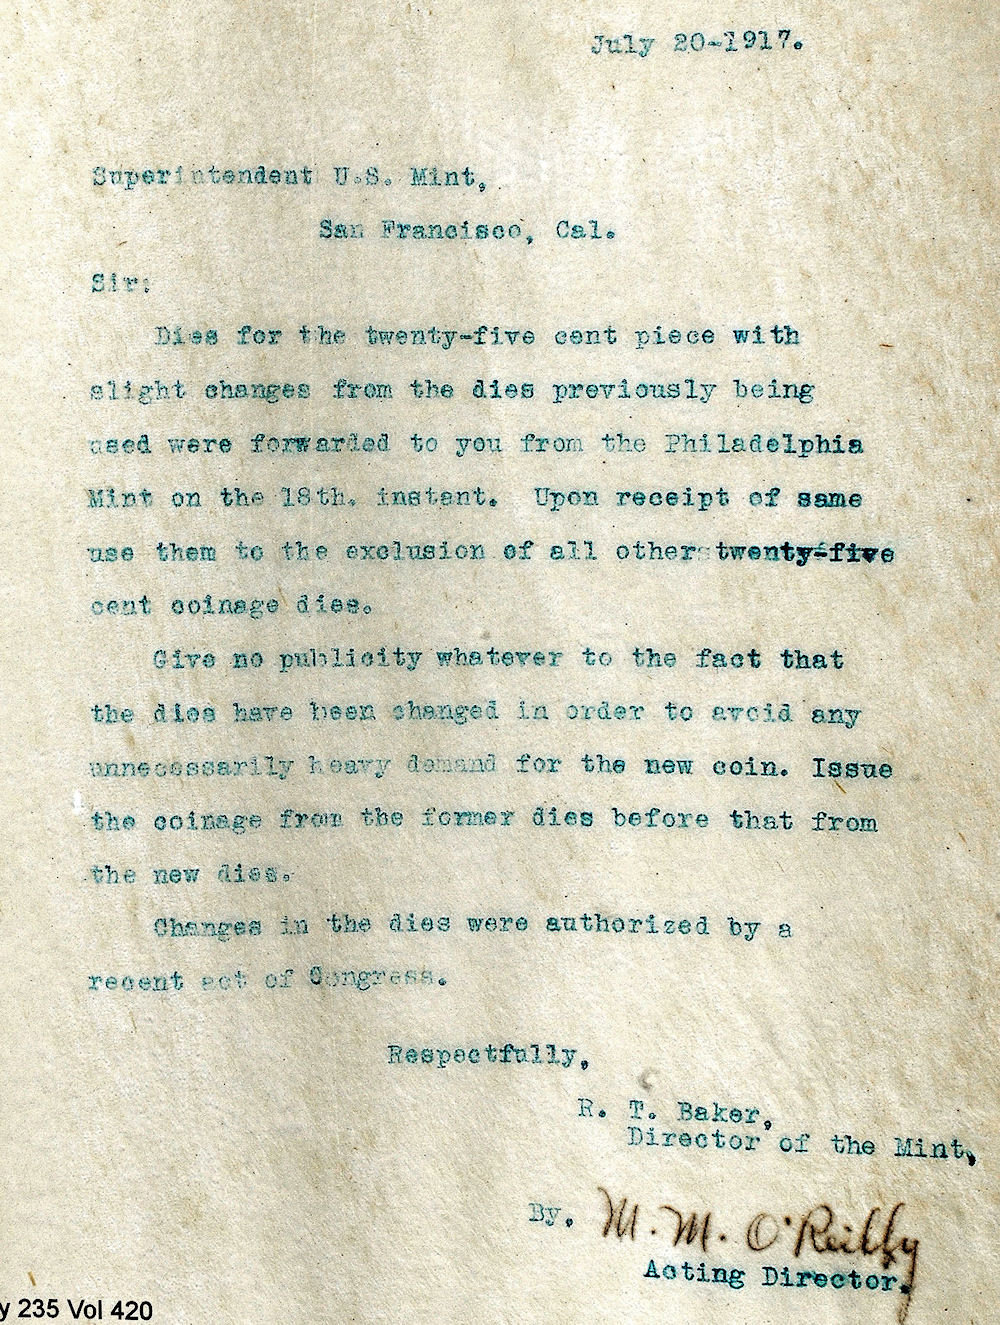 July 20-1917.
Superintendent U.S. Mint,
San Francisco, Cal.
Sir:
Dies for the twenty-five cent piece with
slight changes from the dies previously being
used were forwarded to you from the Philadelphia
Mint on the 18th. instant. Upon receipt of same
use them to the exclusion of all other twenty-five
cent coinage dies.
Give no publicity whatever to the fact that
the dies have been changed in order to avoid any
unnecessarily heavy demand for the new coin. Issue
the coinage from the former dies before that from
the new dies.
Changes in the dies were authorized by a
recent act of Congress.
Respectfully,
R. T. Baker,
Director of the Mint,
By. M. M. O'Reilly
Acting Director.
y 235 Vol 420